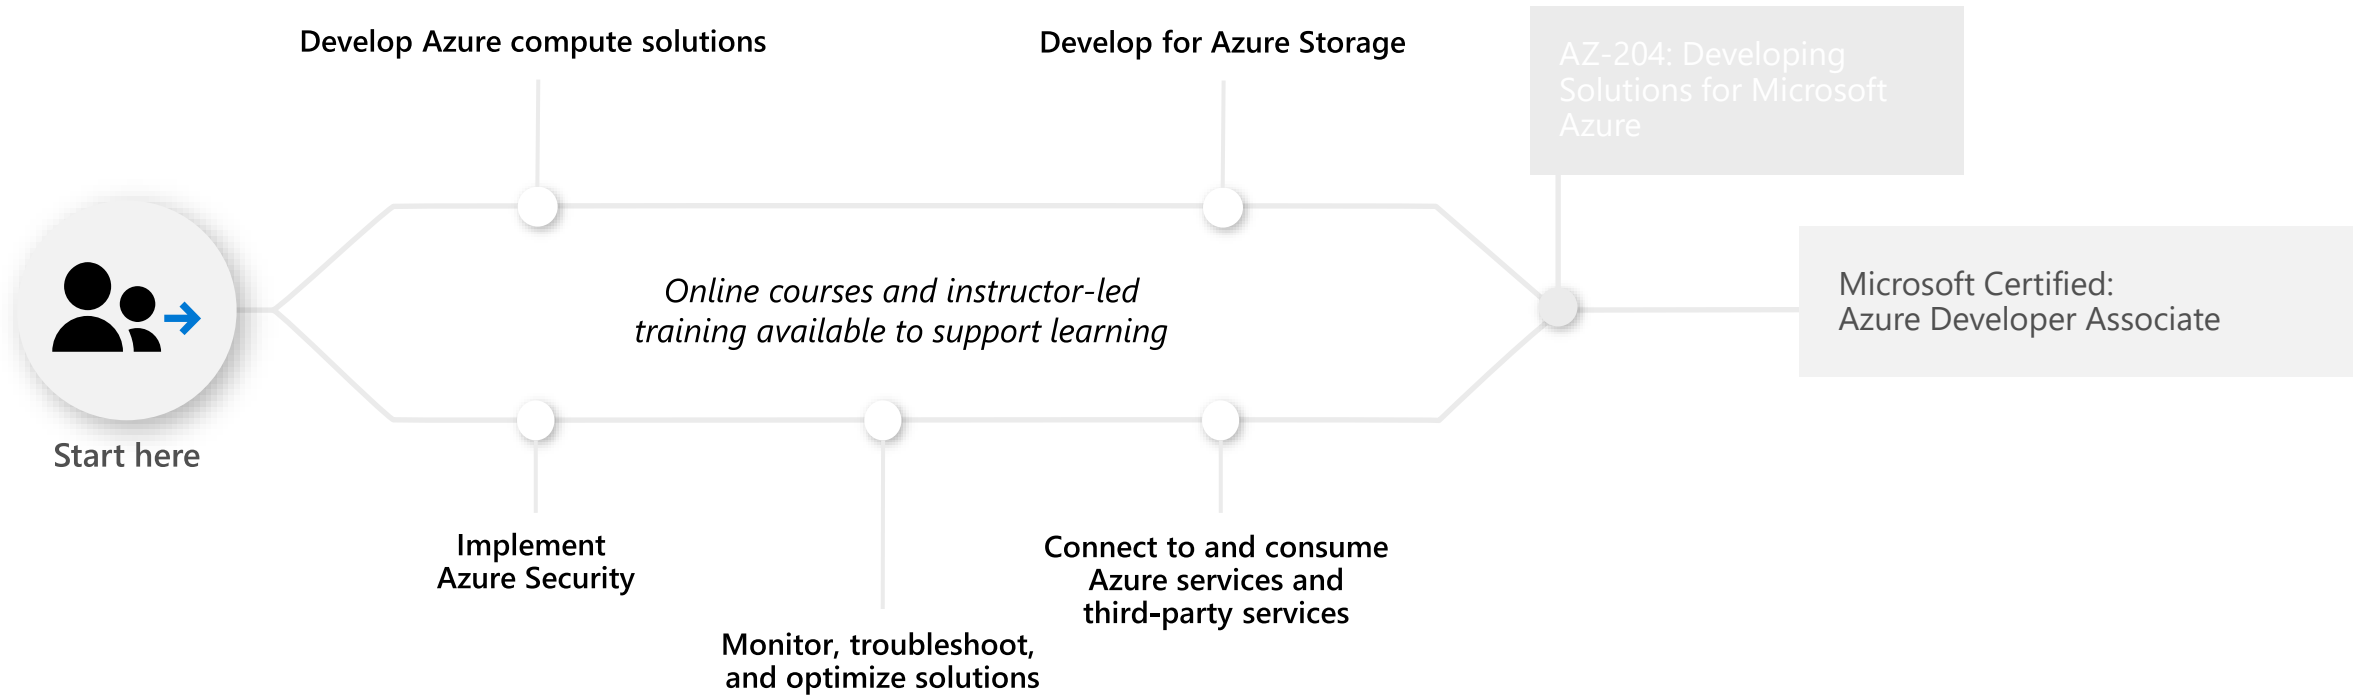 Develop Azure compute solutions
Develop for Azure Storage
AZ-204: Developing
Solutions for Microsoft
Azure
Online courses and instructor-led
training available to support learning
Microsoft Certified:
Azure Developer Associate
Start here
Implement
Azure Security
Monitor, troubleshoot,
and optimize solutions
Connect to and consume
Azure services and
third-party services